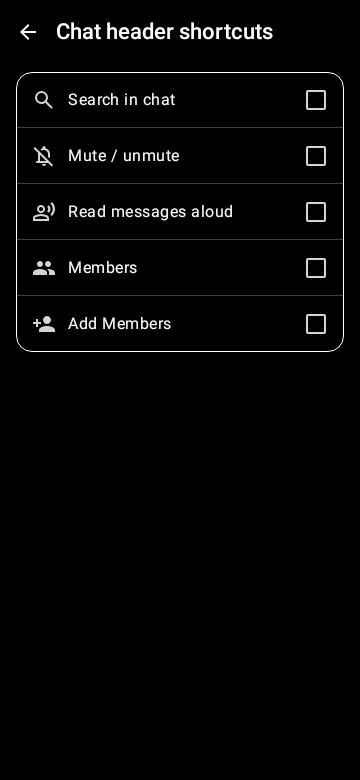 Chat header shortcuts
Search in chat
Mute / unmute
Read messages aloud
Members
Add Members